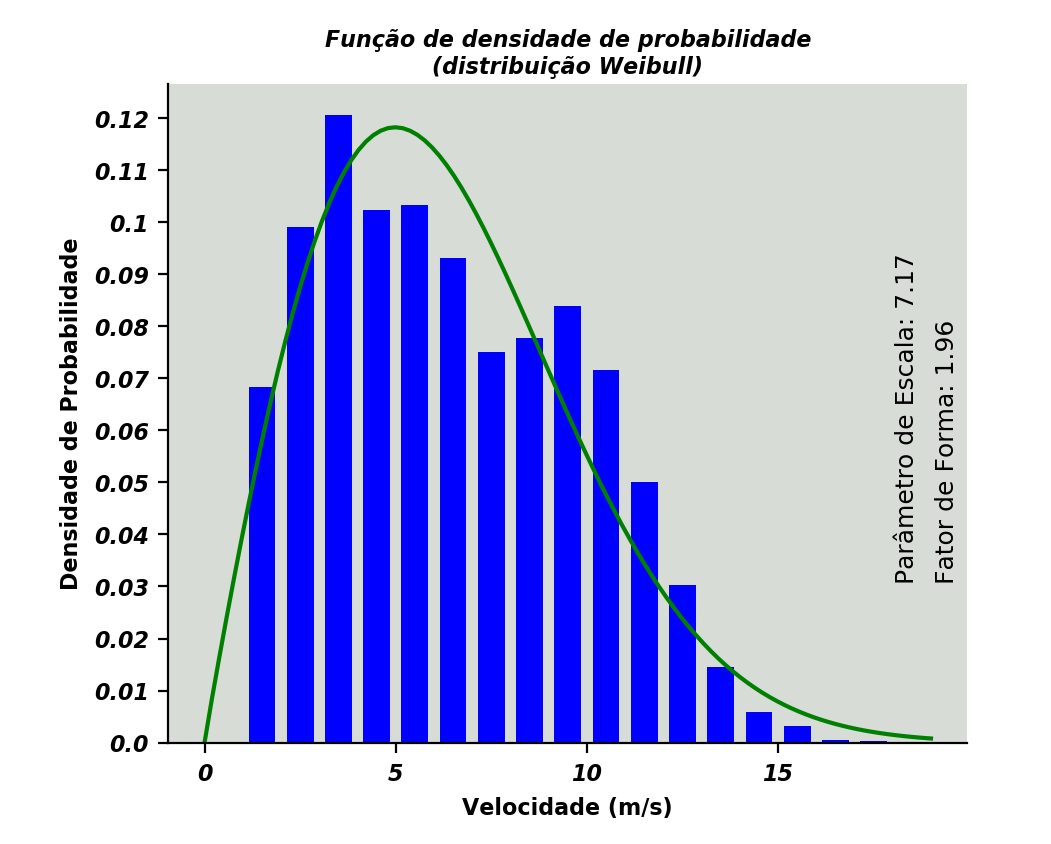 Função de densidade de probabilidade
(distribuição Weibull)
Densidade de Probabilidade
0.12
0.11
0.1
0.09
0.08
0.07
0.06
0.05
0.04
0.03
0.02
0.01
0.0
Parâmetro de Escala: 7.17
Fator de Forma: 1.96
0
5
10
15
Velocidade (m/s)